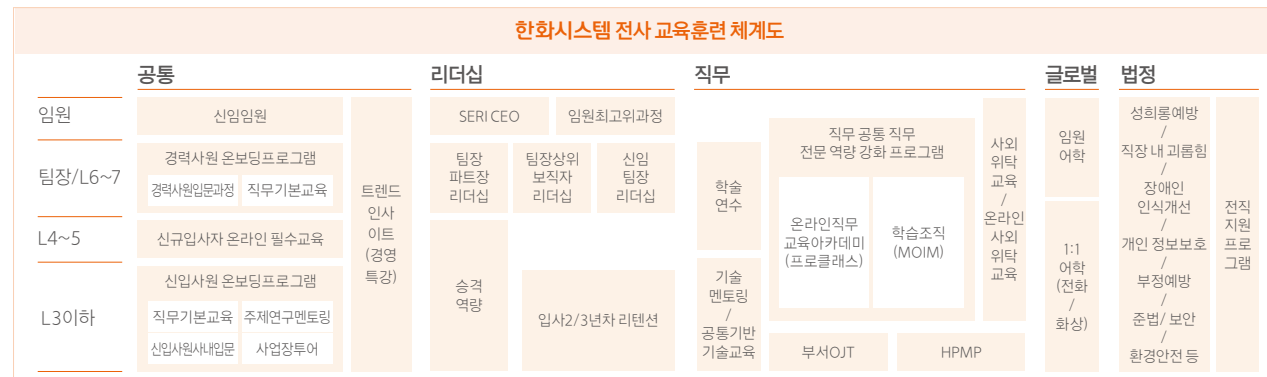 한화시스템 전사 교육훈련 체계도
공통
리더십
직무
글로벌
법정
임원
팀장/L6~7
L4~5
L3이하
신임임원
경력사원 온보딩프로그램
경력사원입문과정
직무기본교육
신규입사자 온라인 필수교육
신입사원 온보딩프로그램
직무기본교육
주제연구멘토링
신입사원사내입문
사업장투어
트렌드
인사
이트
(경영
특강)
SERI CEO
임원최고위과정
팀장
파트장
리더십
팀장상위
보직자
리더십
신임
팀장
리더십
승격
역량
입사2/3년차 리텐션
학술
연수
기술
멘토링
/
공통기반
기술교육
직무 공통 직무
전문 역량 강화 프로그램
온라인직무
교육아카데미
(프로클래스)
학습조직
(MOIM)
부서OJT
HPMP
사외
위탁
교육
/
온라인
사외
위탁
교육
임원
어학
1:1
어학
(전화
/
화상)
성희롱예방
/
직장 내 괴롭힘
/
장애인
인식개선
/
개인 정보보호
/
부정예방
/
준법/ 보안
/
환경안전 등
전직
지원
프로
그램